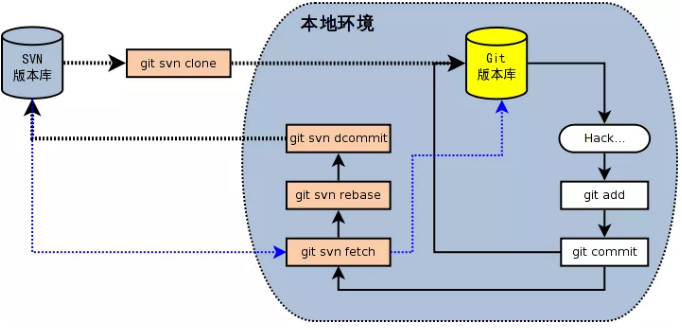 本地环境
SVN
版本库
git svn clone
Git
版本库
git svn dcommit
Hack...
git svn rebase
git add
git svn fetch
git commit